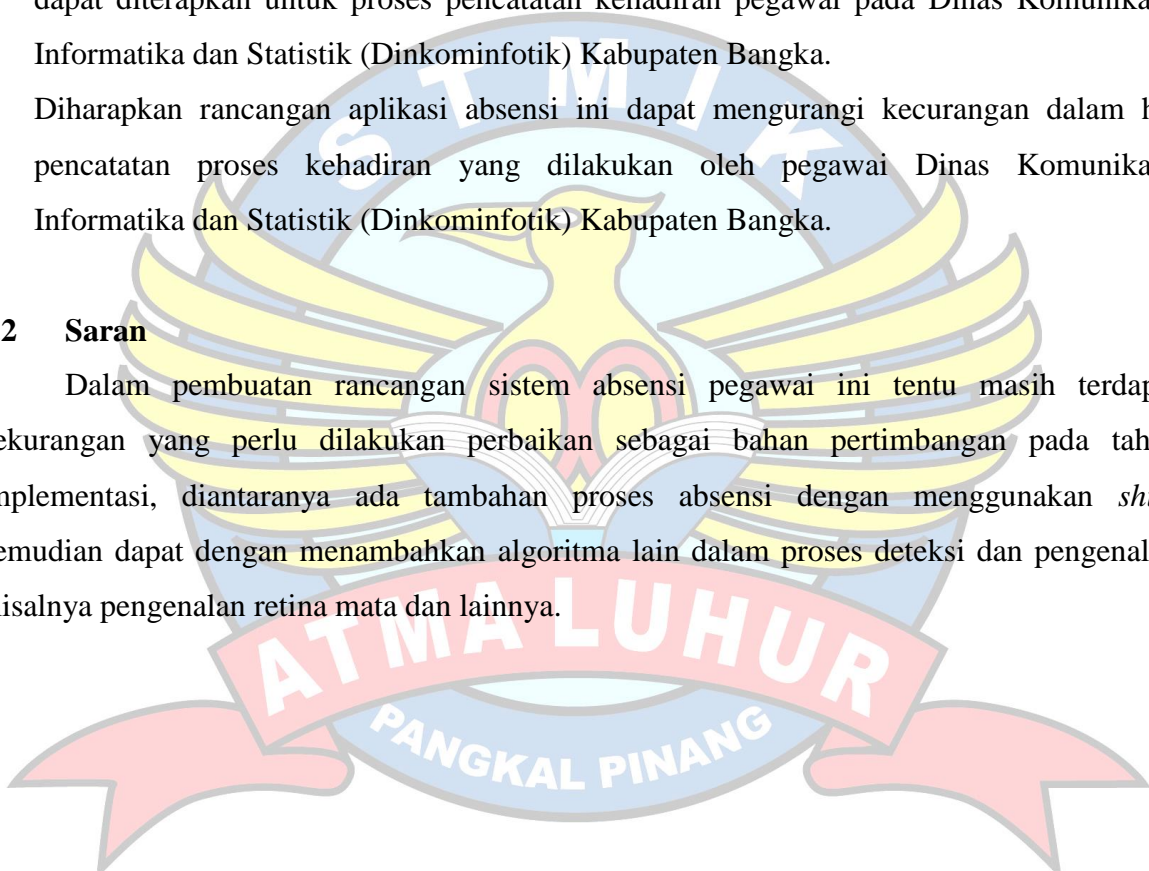 dapat diterapkan untuk proses pencatatan kehadiran pegawai pada Dinas Komunika
Informatika dan Statistik (Dinkominfotik) Kabupaten Bangka.
Diharapkan rancangan aplikasi absensi ini dapat mengurangi kecurangan dalam h
pencatatan proses kehadiran yang dilakukan oleh pegawai Dinas Komunika
Informatika dan Statistik (Dinkominfotik) Kabupaten Bangka.
2 Saran
Dalam pembuatan rancangan sistem absensi pegawai ini tentu masih terdap
ekurangan yang perlu dilakukan perbaikan sebagai bahan pertimbangan pada tah
mplementasi, diantaranya ada tambahan proses absensi dengan menggunakan
emudian dapat dengan menambahkan algoritma lain dalam proses deteksi dan pengenal
isalnya pengenalan retina mata dan lainnya.
STMIK
ATMA LUHUR
PANGKAL PINANG